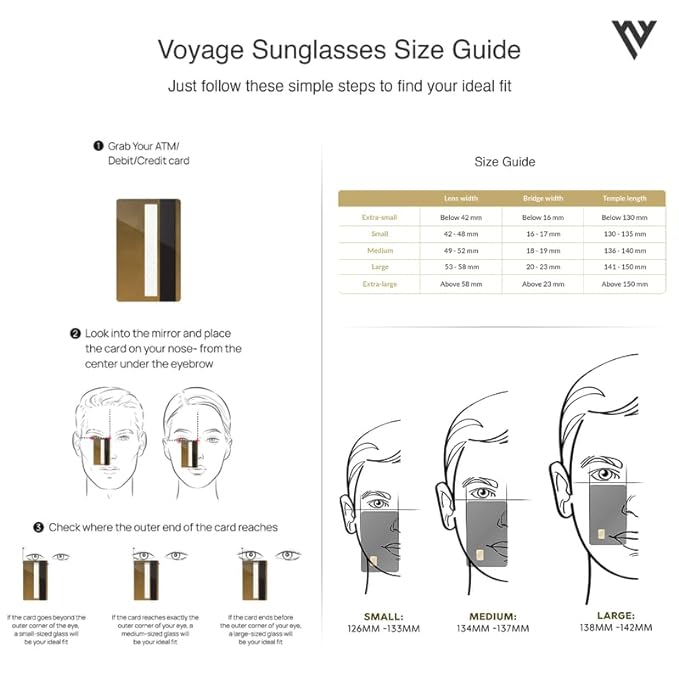 Voyage Sunglasses Size Guide
Just follow these simple steps to find your ideal fit
1 Grab Your ATM/
Debit/Credit card
2 Look into the mirror and place
the card on your nose- from the
center under the eyebrow
3 Check where the outer end of the card reaches
If the card goes beyond the
outer corner of the eye,
a small-sized glass will
be your ideal fit
If the card reaches exactly the
outer corner of your eye, a
medium-sized glass will
be your ideal fit
If the card ends before
the outer corner of your eye,
a large-sized glass will
be your ideal fit
Size Guide
Lens width Bridge width Temple length
Extra-small Below 42 mm Below 16 mm Below 130 mm
Small 42 - 48 mm 16 - 17 mm 130 - 135 mm
Medium 49 - 52 mm 18 - 19 mm 136 - 140 mm
Large 53 - 58 mm 20 - 23 mm 141 - 150 mm
Extra-large Above 58 mm Above 23 mm Above 150 mm
SMALL:
126MM -133MM
MEDIUM:
134MM -137MM
LARGE:
138MM -142MM